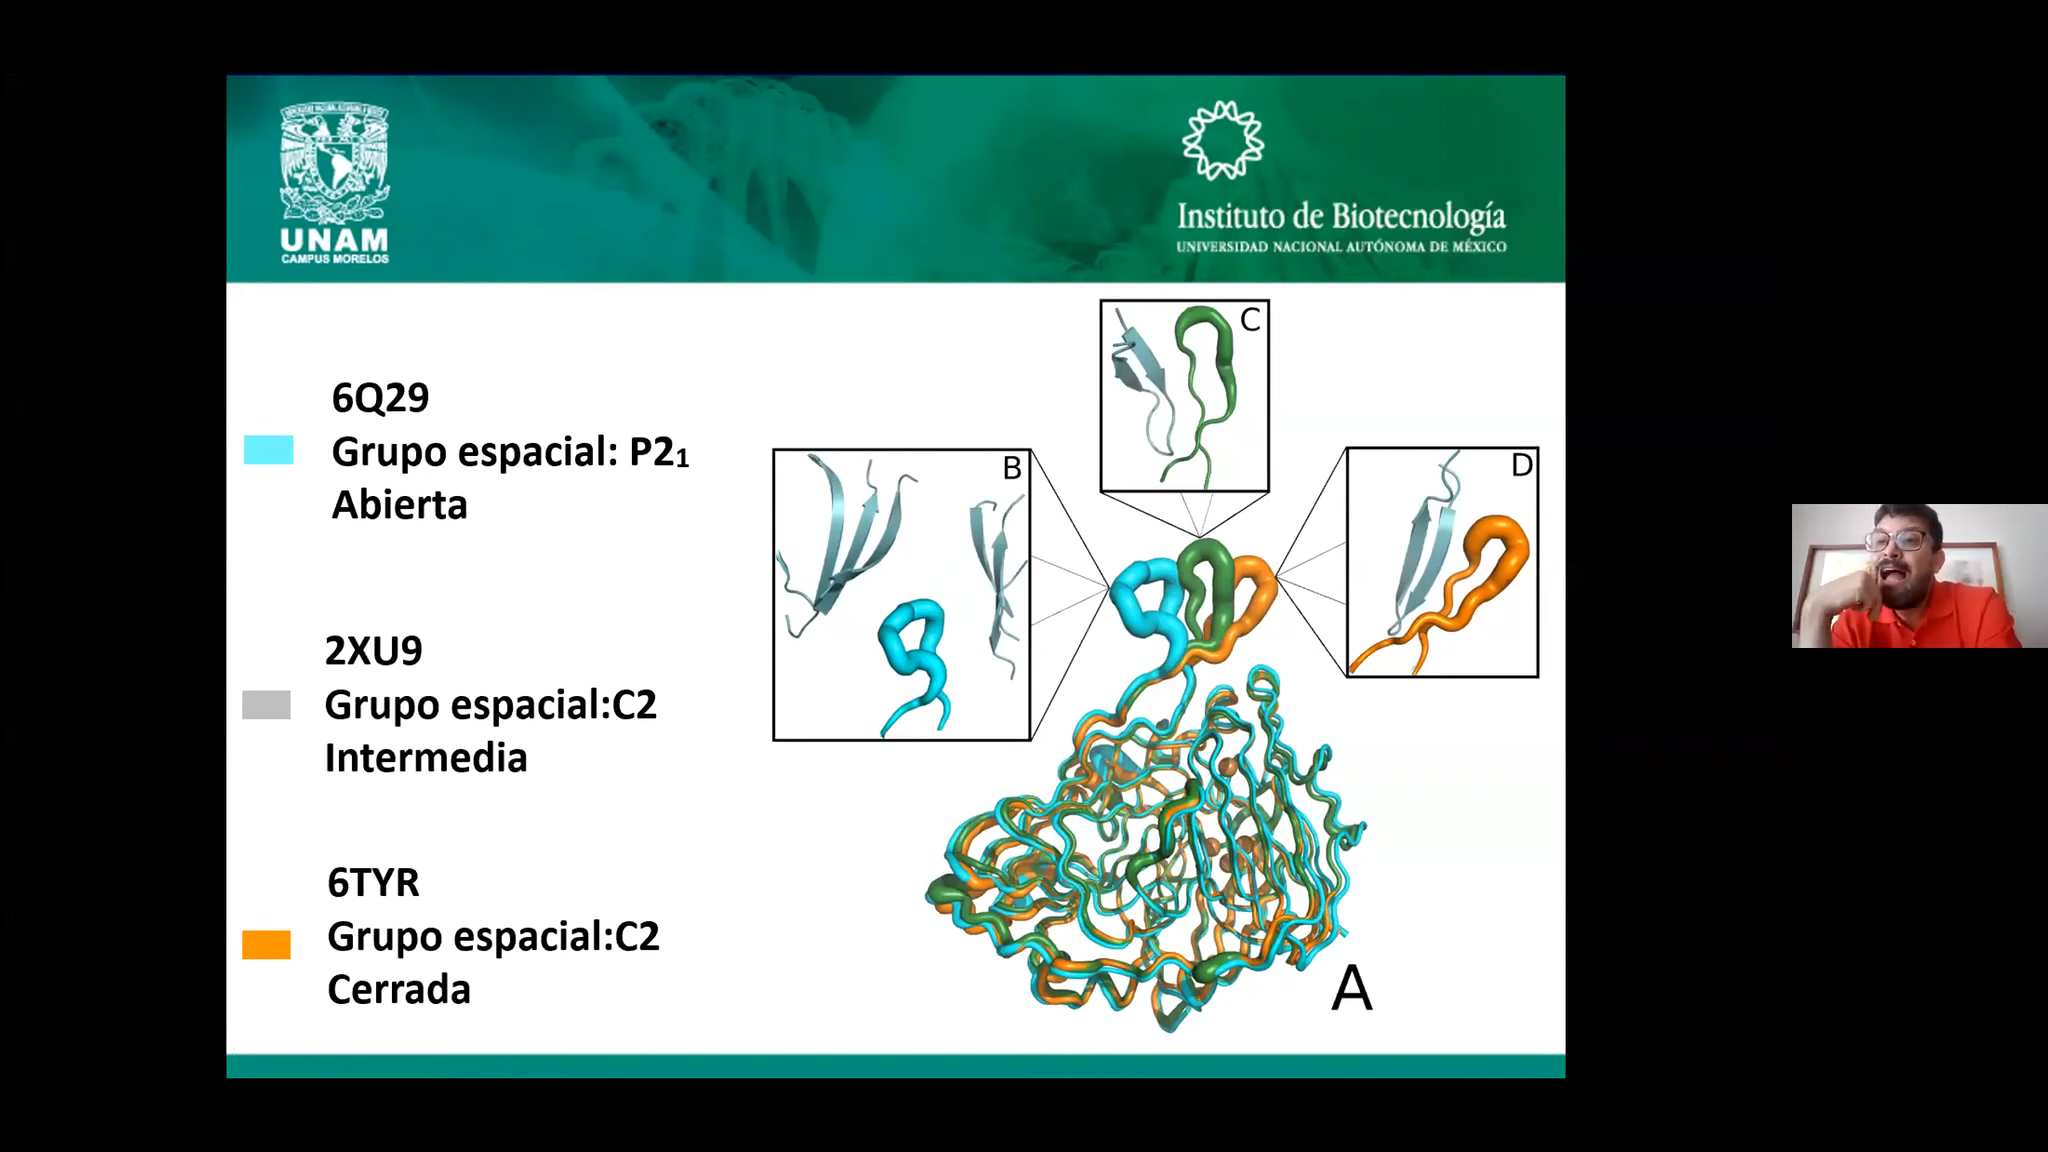 UNAM
CAMPUS MORELOS
Instituto de Biotecnología
UNIVERSIDAD NACIONAL AUTÓNOMA DE MÉXICO
6Q29
Grupo espacial: P2₁
Abierta
2XU9
Grupo espacial:C2
Intermedia
6TYR
Grupo espacial:C2
Cerrada
C
B
D
A